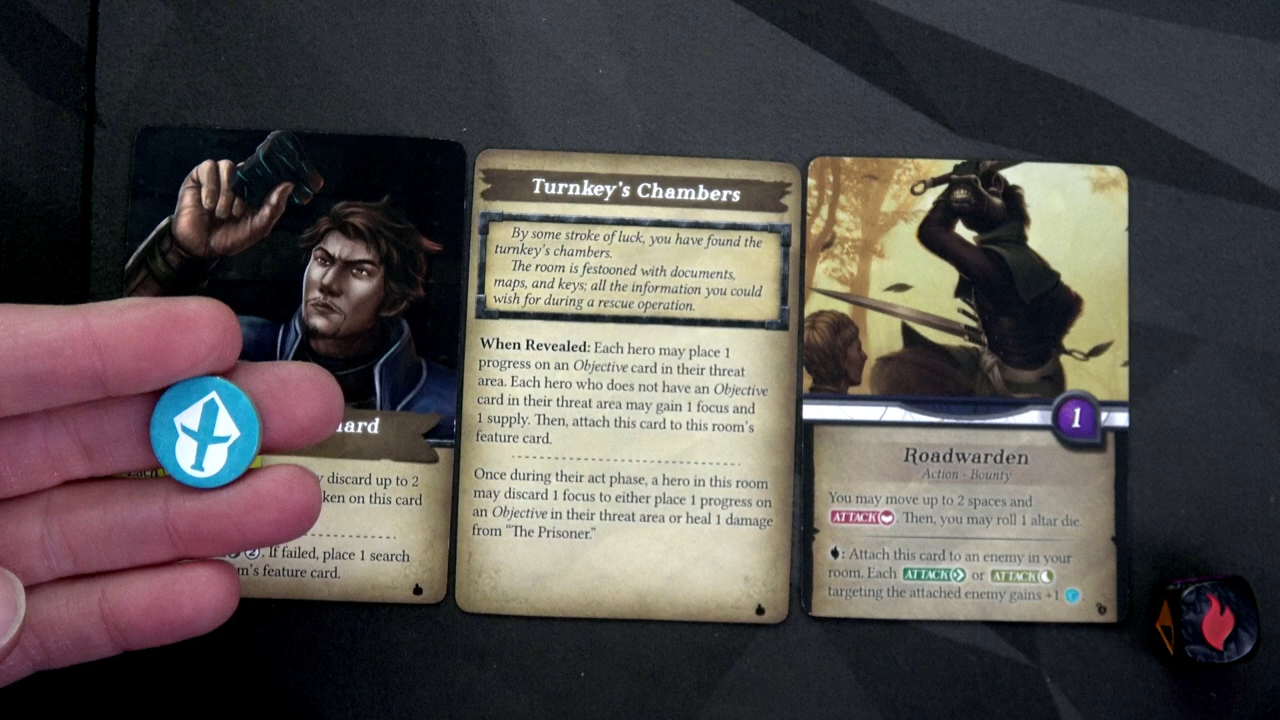 discard up to 2
on this card
. If failed, place 1 search
feature card.
Turnkey's Chambers
By some stroke of luck, you have found the
turnkey's chambers.
The room is festooned with documents,
maps, and keys; all the information you could
wish for during a rescue operation.
When Revealed: Each hero may place 1
progress on an Objective card in their threat
area. Each hero who does not have an Objective
card in their threat area may gain 1 focus and
1 supply. Then, attach this card to this room's
feature card.
Once during their act phase, a hero in this room
may discard 1 focus to either place 1 progress on
an Objective in their threat area or heal 1 damage
from "The Prisoner."
1
Roadwarden
Action - Bounty
You may move up to 2 spaces and
ATTACK. Then, you may roll 1 altar die.
: Attach this card to an enemy in your
room. Each ATTACK or ATTACK
targeting the attached enemy gains +1